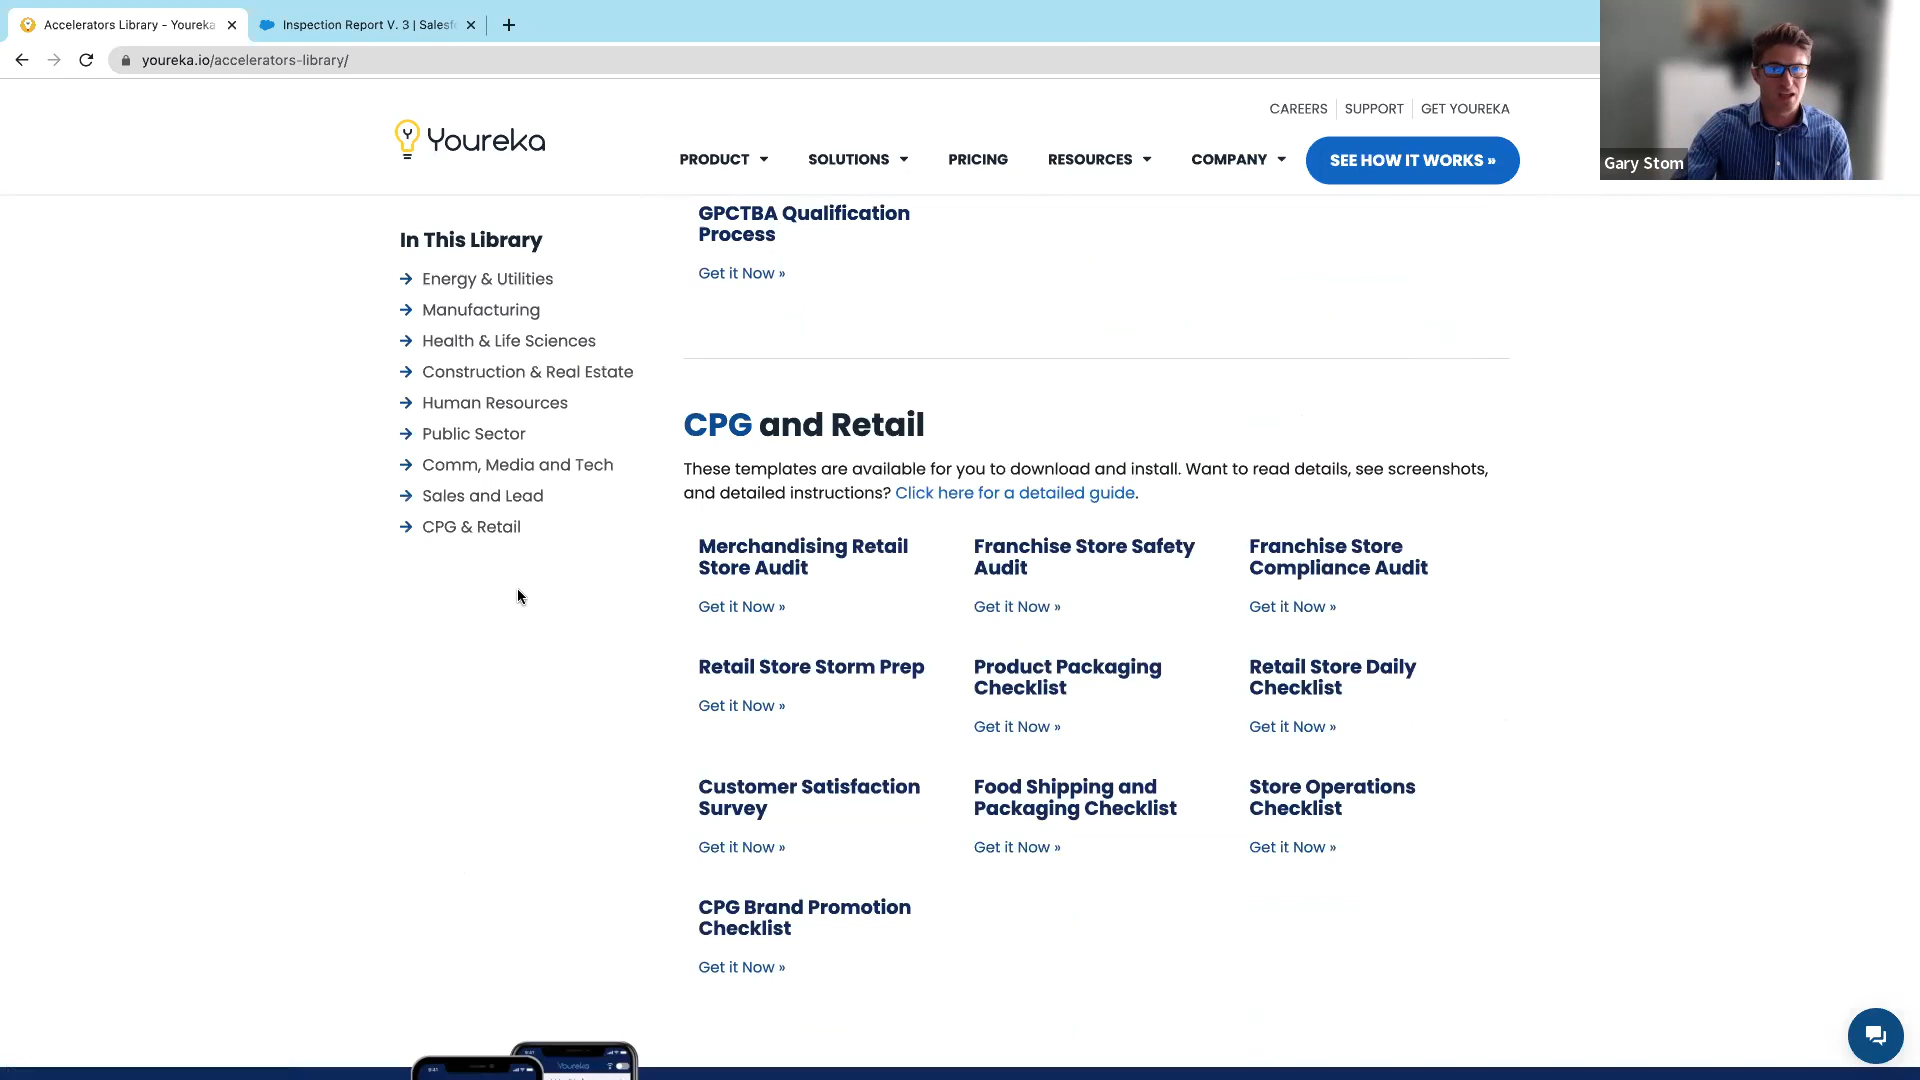 Accelerators Library - Youreka
Inspection Report V. 3 | Salesf
youreka.io/accelerators-library/
CAREERS
SUPPORT
GET YOUREKA
Youreka
PRODUCT
SOLUTIONS
PRICING
RESOURCES
COMPANY
SEE HOW IT WORKS »
Gary Stom
In This Library
Energy & Utilities
Manufacturing
Health & Life Sciences
Construction & Real Estate
Human Resources
Public Sector
Comm, Media and Tech
Sales and Lead
CPG & Retail
GPCTBA Qualification
Process
Get it Now »
CPG and Retail
These templates are available for you to download and install. Want to read details, see screenshots,
and detailed instructions? Click here for a detailed guide.
Merchandising Retail
Store Audit
Get it Now »
Franchise Store Safety
Audit
Get it Now »
Franchise Store
Compliance Audit
Get it Now »
Retail Store Storm Prep
Get it Now »
Product Packaging
Checklist
Get it Now »
Retail Store Daily
Checklist
Get it Now »
Customer Satisfaction
Survey
Get it Now »
Food Shipping and
Packaging Checklist
Get it Now »
Store Operations
Checklist
Get it Now »
CPG Brand Promotion
Checklist
Get it Now »
9:41
9:41
Youreka